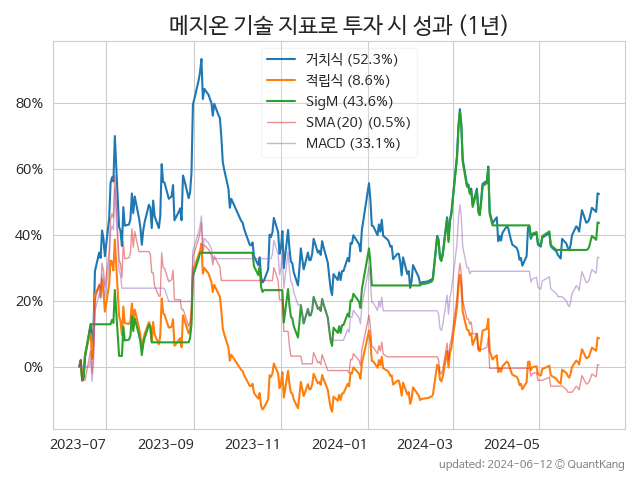 메지온 기술 지표로 투자 시 성과 (1년)
거치식 (52.3%)
적립식 (8.6%)
SigM (43.6%)
SMA(20) (0.5%)
MACD (33.1%)
80%
60%
40%
20%
0%
2023-07 2023-09 2023-11 2024-01 2024-03 2024-05
updated: 2024-06-12 © QuantKang